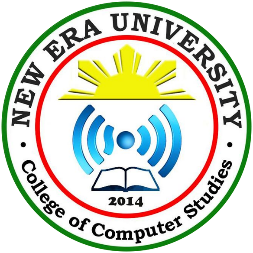 NEW ERA UNIVERSITY
2014
• College of Computer Studies •